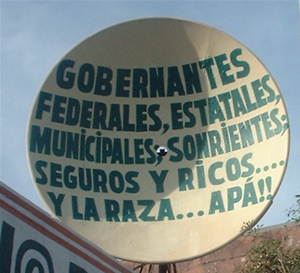 GOBERNANTES
FEDERALES, ESTATALES,
MUNICIPALES; SONRIENTES;
SEGUROS Y RICOS....
Y LA RAZA... APÁ!!